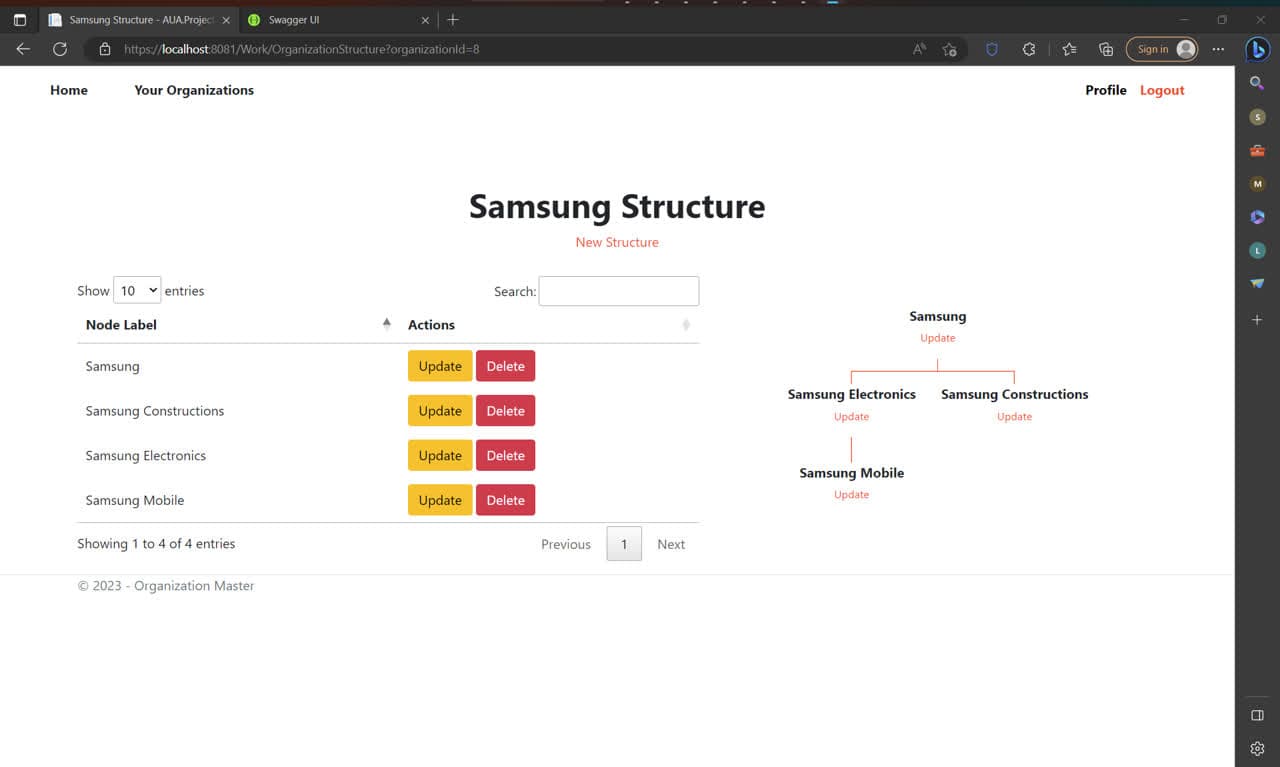 Samsung Structure - AUA.Project
Swagger UI
https://localhost:8081/Work/OrganizationStructure?organizationId=8
Sign in
Home Your Organizations Profile Logout
Samsung Structure
New Structure
Show 10 entries Search:
Node Label Actions
Samsung Update Delete
Samsung Constructions Update Delete
Samsung Electronics Update Delete
Samsung Mobile Update Delete
Showing 1 to 4 of 4 entries Previous 1 Next
Samsung
Update
Samsung Electronics Samsung Constructions
Update Update
Samsung Mobile
Update
© 2023 - Organization Master
S
M
L